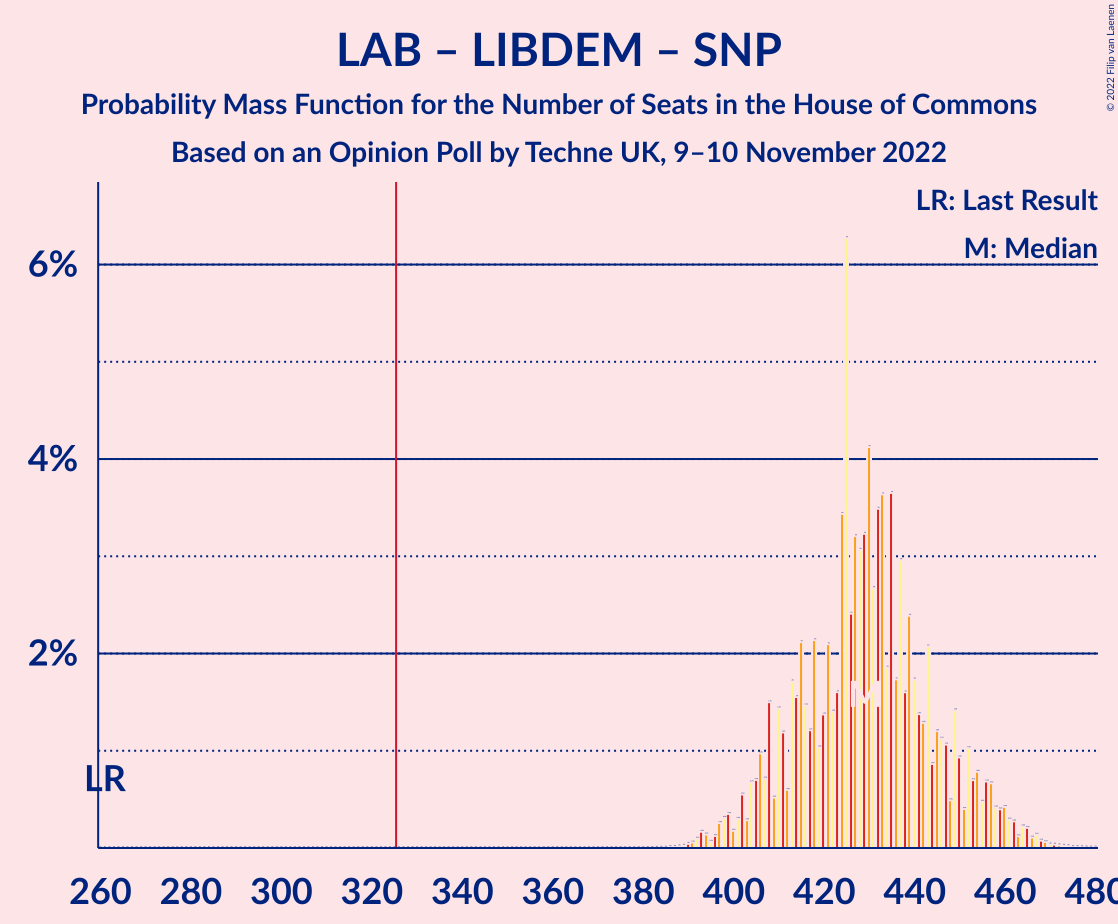 LAB – LIBDEM – SNP
Probability Mass Function for the Number of Seats in the House of Commons
Based on an Opinion Poll by Techne UK, 9–10 November 2022
© 2022 Filip van Laenen
LR: Last Result
M: Median
6%
4%
2%
M
LR
260 280 300 320 340 360 380 400 420 440 460 480